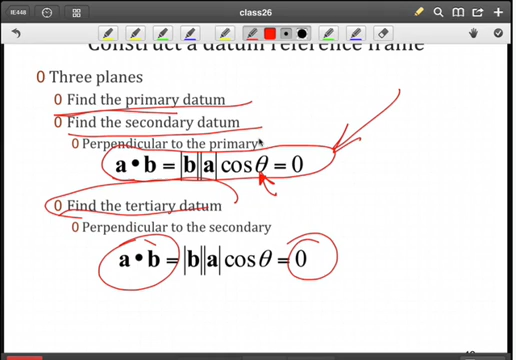 IE448
class26
Construct a datum reference frame
0 Three planes
0 Find the primary datum
0 Find the secondary datum
0 Perpendicular to the primary
a • b = |b||a| cos θ = 0
0 Find the tertiary datum
0 Perpendicular to the secondary
a • b = |b||a| cos θ = 0